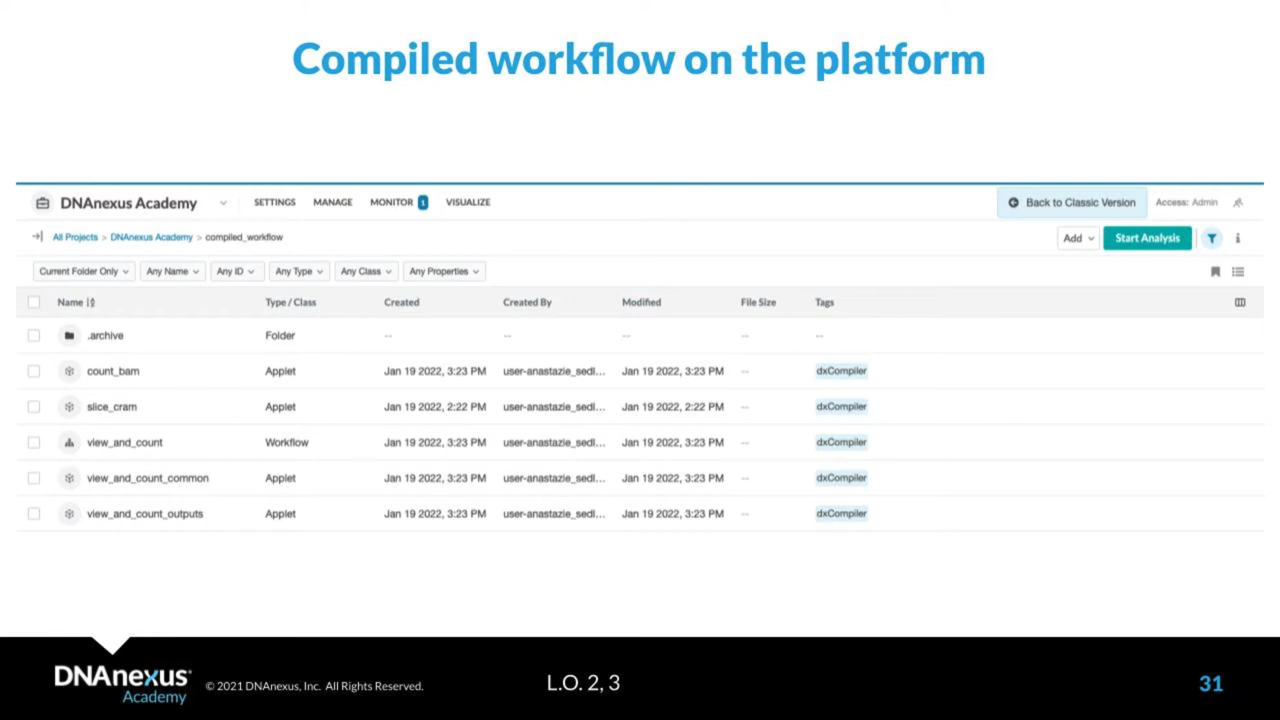 Compiled workflow on the platform
DNAnexus Academy SETTINGS MANAGE MONITOR 1 VISUALIZE Back to Classic Version Access: Admin
All Projects > DNAnexus Academy > compiled_workflow Add Start Analysis
Current Folder Only Any Name Any ID Any Type Any Class Any Properties
Name Type / Class Created Created By Modified File Size Tags
.archive Folder -- -- -- -- --
count_bam Applet Jan 19 2022, 3:23 PM user-anastazie_sedl... Jan 19 2022, 3:23 PM -- dxCompiler
slice_cram Applet Jan 19 2022, 2:22 PM user-anastazie_sedl... Jan 19 2022, 2:22 PM -- dxCompiler
view_and_count Workflow Jan 19 2022, 3:23 PM user-anastazie_sedl... Jan 19 2022, 3:23 PM -- dxCompiler
view_and_count_common Applet Jan 19 2022, 3:23 PM user-anastazie_sedl... Jan 19 2022, 3:23 PM -- dxCompiler
view_and_count_outputs Applet Jan 19 2022, 3:23 PM user-anastazie_sedl... Jan 19 2022, 3:23 PM -- dxCompiler
DNAnexus®
Academy
© 2021 DNAnexus, Inc. All Rights Reserved. L.O. 2, 3 31